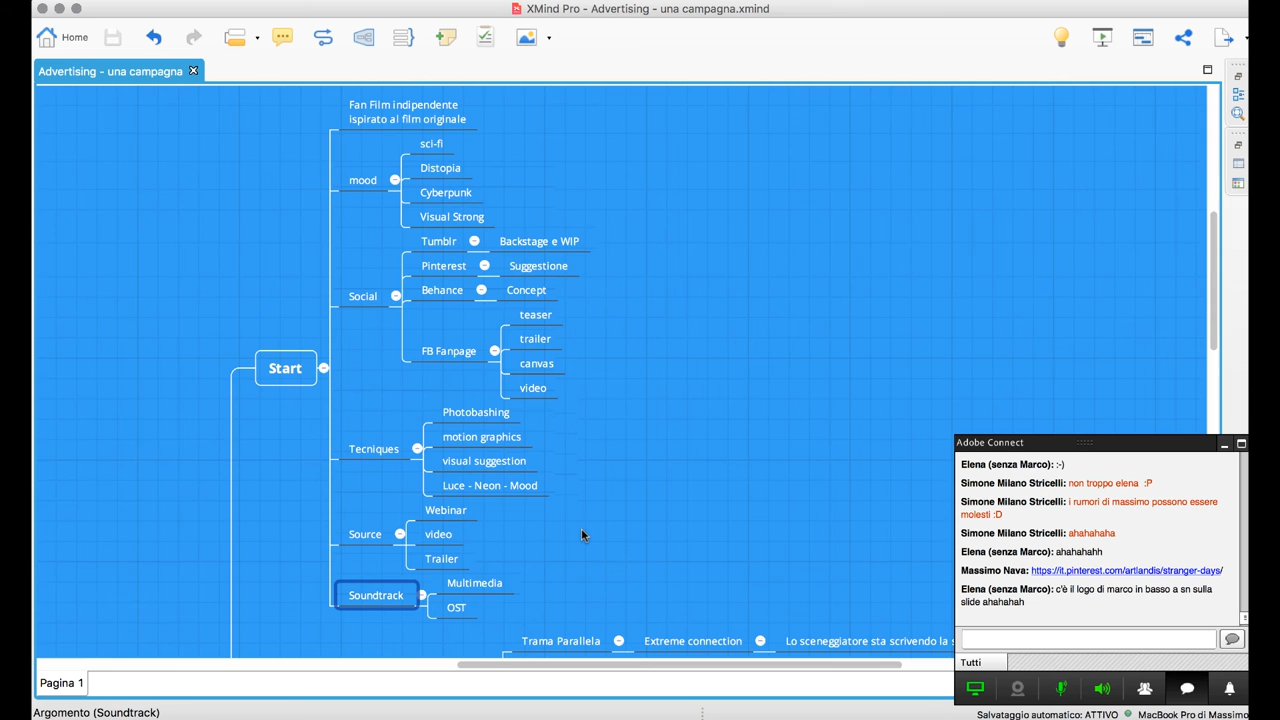 XMind Pro - Advertising - una campagna.xmind
Home
Advertising - una campagna
Fan Film indipendente
ispirato al film originale
mood
sci-fi
Distopia
Cyberpunk
Visual Strong
Social
Tumblr
Backstage e WIP
Pinterest
Suggestione
Behance
Concept
FB Fanpage
teaser
trailer
canvas
video
Start
Tecniques
Photobashing
motion graphics
visual suggestion
Luce - Neon - Mood
Source
Webinar
video
Trailer
Soundtrack
Multimedia
OST
Trama Parallela
Extreme connection
Lo sceneggiatore sta scrivendo la s
Adobe Connect
Elena (senza Marco): :-)
Simone Milano Stricelli: non troppo elena :P
Simone Milano Stricelli: i rumori di massimo possono essere
molesti :D
Simone Milano Stricelli: ahahahaha
Elena (senza Marco): ahahahahh
Massimo Nava: https://it.pinterest.com/artlandis/stranger-days/
Elena (senza Marco): c'è il logo di marco in basso a sn sulla
slide ahahahah
Tutti
Pagina 1
Argomento (Soundtrack)
Salvataggio automatico: ATTIVO
MacBook Pro di Massimo